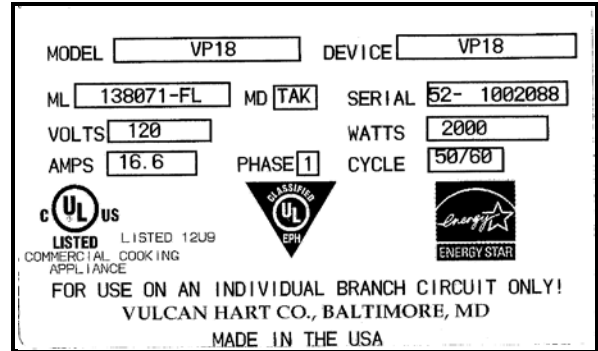 MODEL VP18 DEVICE VP18
ML 138071-FL MD TAK SERIAL 52- 1002088
VOLTS 120 WATTS 2000
AMPS 16.6 PHASE 1 CYCLE 50/60
C UL US
LISTED LISTED 12U9
COMMERCIAL COOKING
APPLIANCE
CLASSIFIED
UL
EPH
energy
ENERGY STAR
FOR USE ON AN INDIVIDUAL BRANCH CIRCUIT ONLY!
VULCAN HART CO., BALTIMORE, MD
MADE IN THE USA